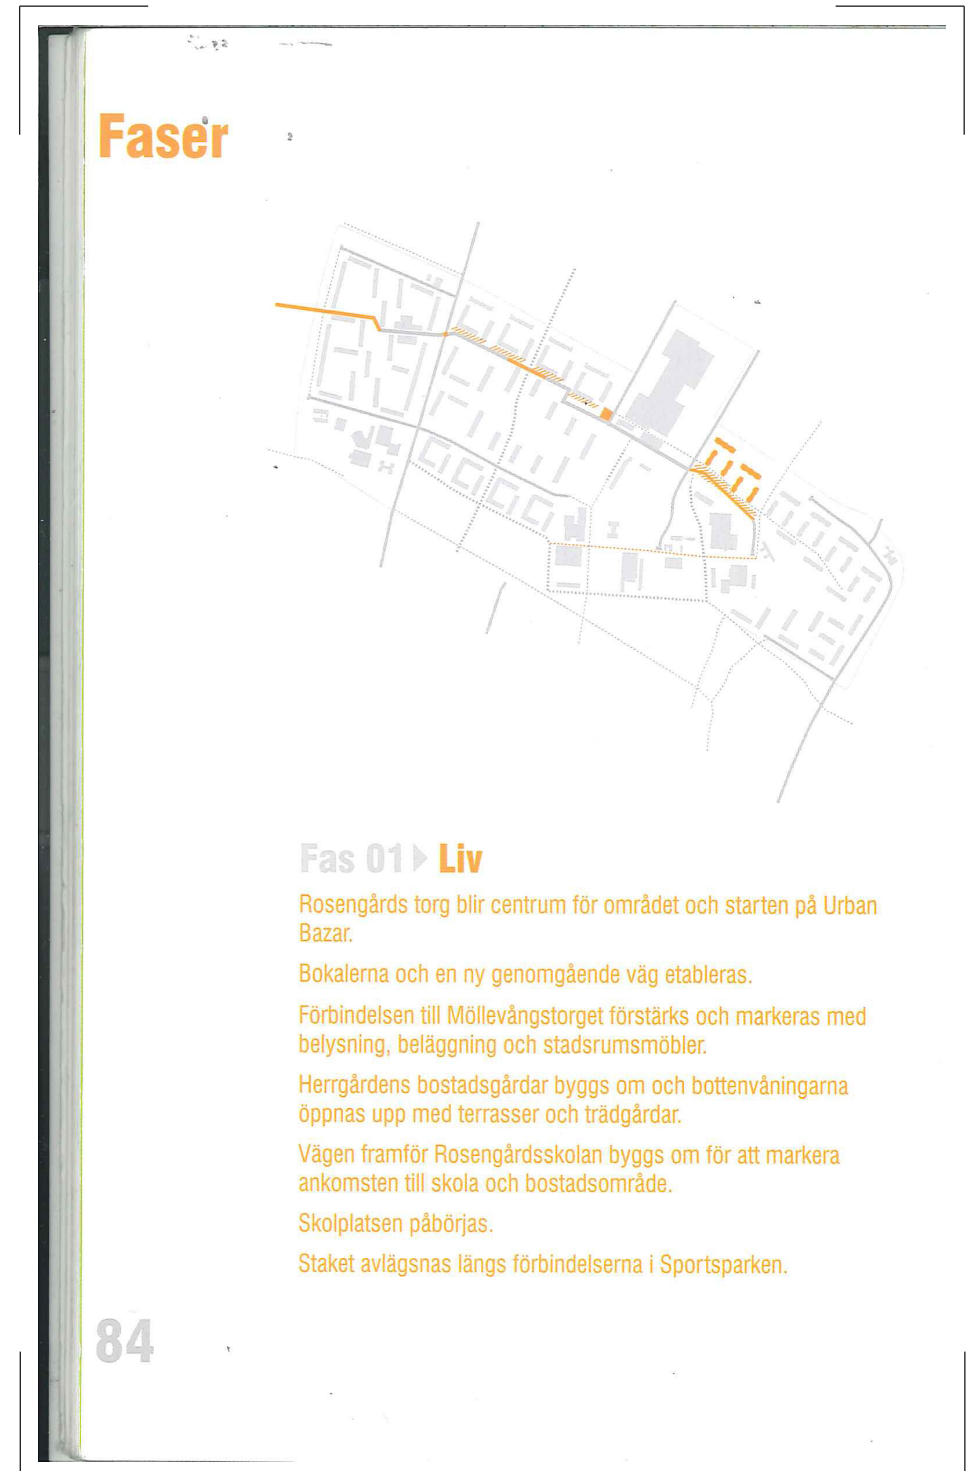 Faser
Fas 01 Liv
Rosengårds torg blir centrum för området och starten på Urban
Bazar.
Bokalerna och en ny genomgående väg etableras.
Förbindelsen till Möllevångstorget förstärks och markeras med
belysning, beläggning och stadsrumsmöbler.
Herrgårdens bostadsgårdar byggs om och bottenvåningarna
öppnas upp med terrasser och trädgårdar.
Vägen framför Rosengårdsskolan byggs om för att markera
ankomsten till skola och bostadsområde.
Skolplatsen påbörjas.
Staket avlägsnas längs förbindelserna i Sportsparken.
84